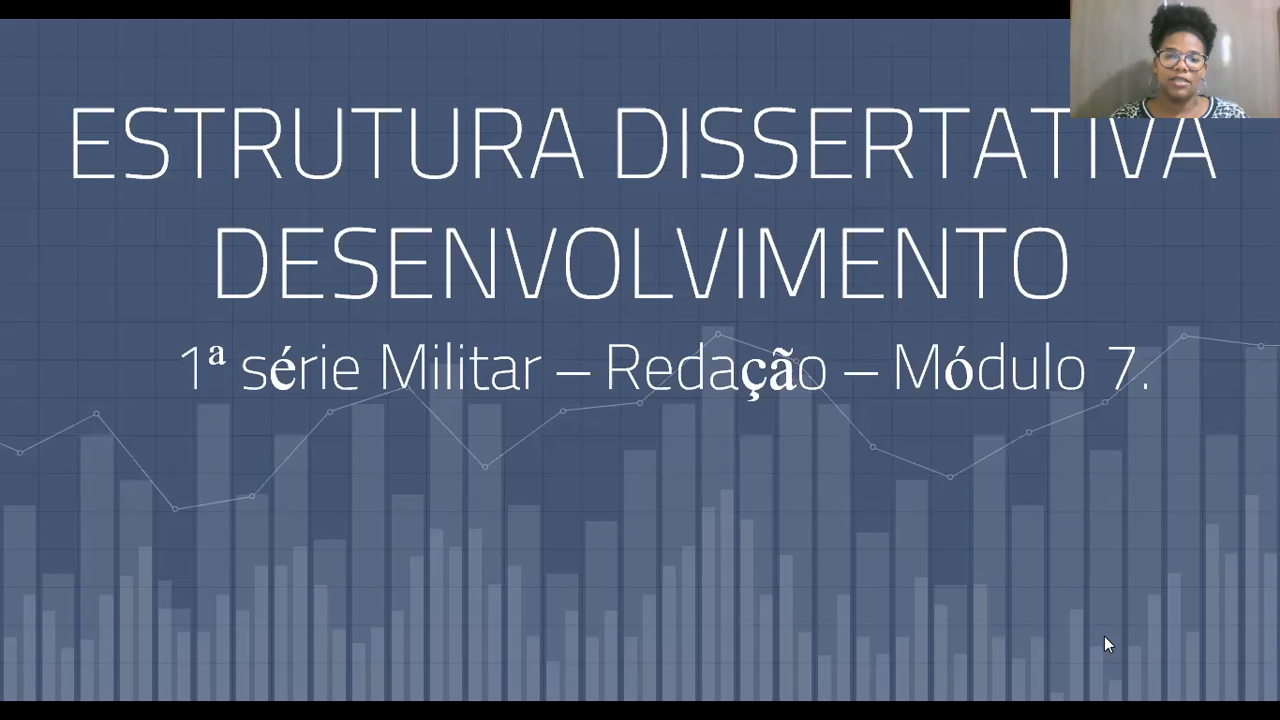 ESTRUTURA DISSERTATIVA
DESENVOLVIMENTO
1ª série Militar – Redação – Módulo 7.